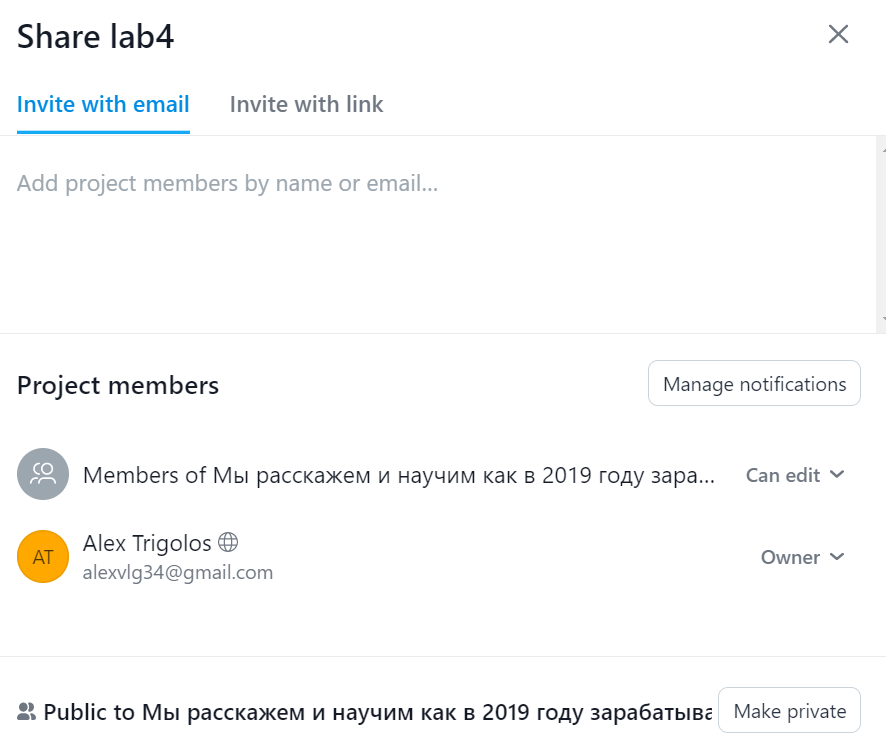 Share lab4
Invite with email Invite with link
Add project members by name or email...
Project members Manage notifications
Members of Мы расскажем и научим как в 2019 году зара... Can edit
AT Alex Trigolos Owner
alexvlg34@gmail.com
Public to Мы расскажем и научим как в 2019 году зарабатыва Make private